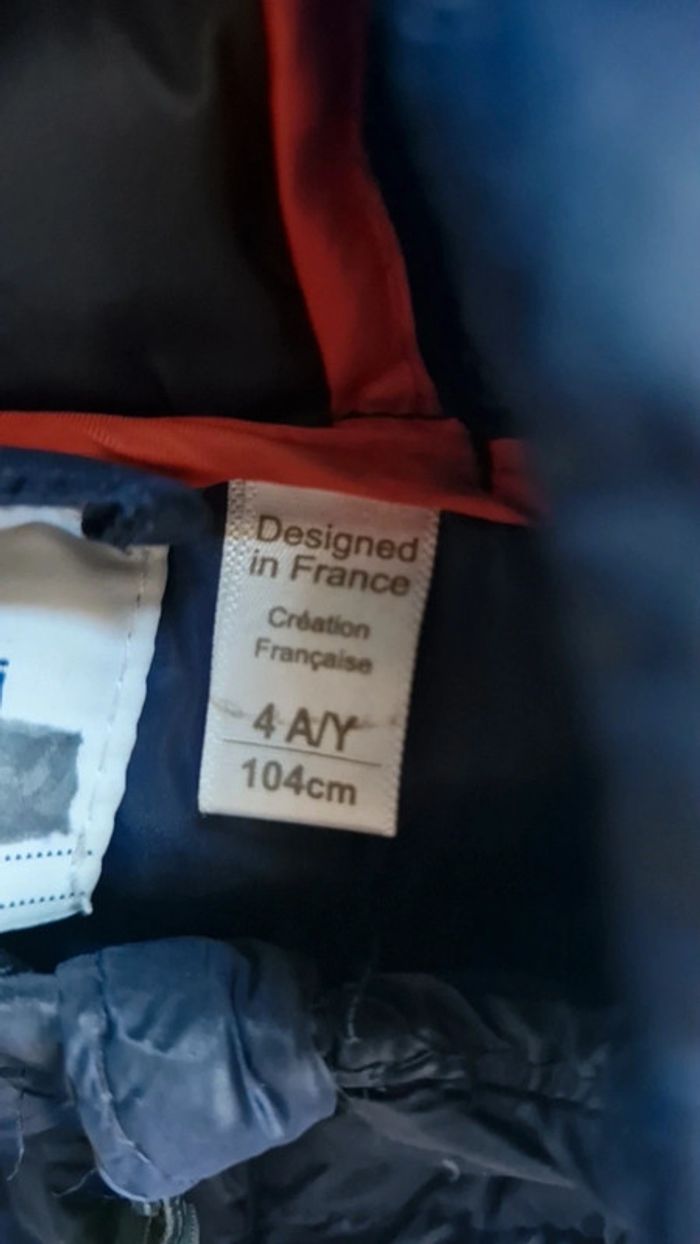 Designed
in France
Création
Française
4 A/Y
104cm